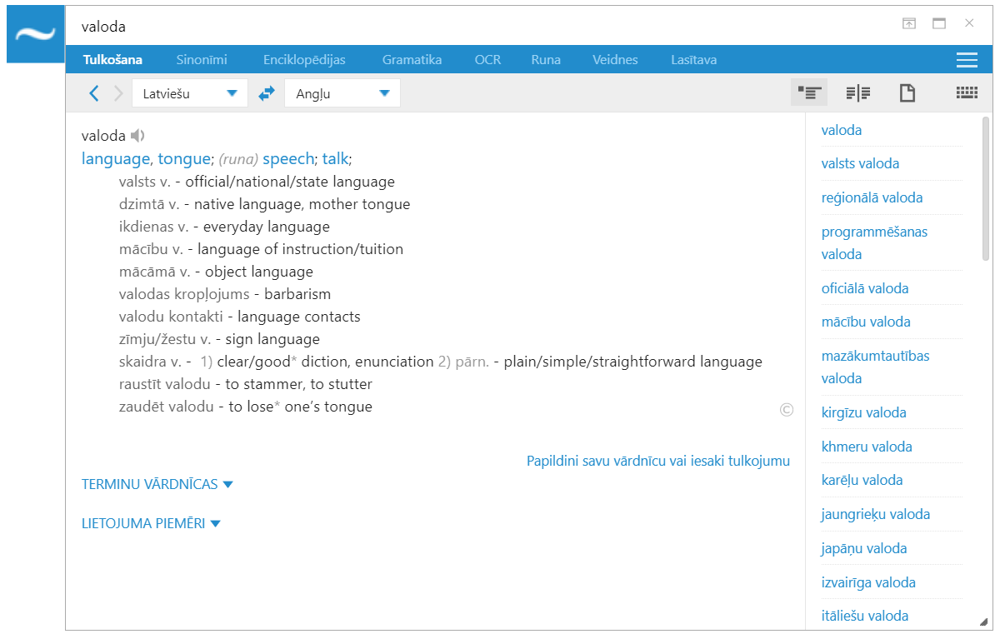 valoda
Tulkošana Sinonīmi Enciklopēdijas Gramatika OCR Runa Veidnes Lasītava
Latviešu Angļu
valoda
language, tongue; (runa) speech; talk;
valsts v. - official/national/state language
dzimtā v. - native language, mother tongue
ikdienas v. - everyday language
mācību v. - language of instruction/tuition
mācāmā v. - object language
valodas kropļojums - barbarism
valodu kontakti - language contacts
zīmju/žestu v. - sign language
skaidra v. - 1) clear/good* diction, enunciation 2) pārn. - plain/simple/straightforward language
raustīt valodu - to stammer, to stutter
zaudēt valodu - to lose* one’s tongue
©
Papildini savu vārdnīcu vai iesaki tulkojumu
TERMINU VĀRDNĪCAS
LIETOJUMA PIEMĒRI
valoda
valsts valoda
reģionālā valoda
programmēšanas
valoda
oficiālā valoda
mācību valoda
mazākumtautības
valoda
kirgīzu valoda
khmeru valoda
karēļu valoda
jaungrieķu valoda
japāņu valoda
izvairīga valoda
itāliešu valoda